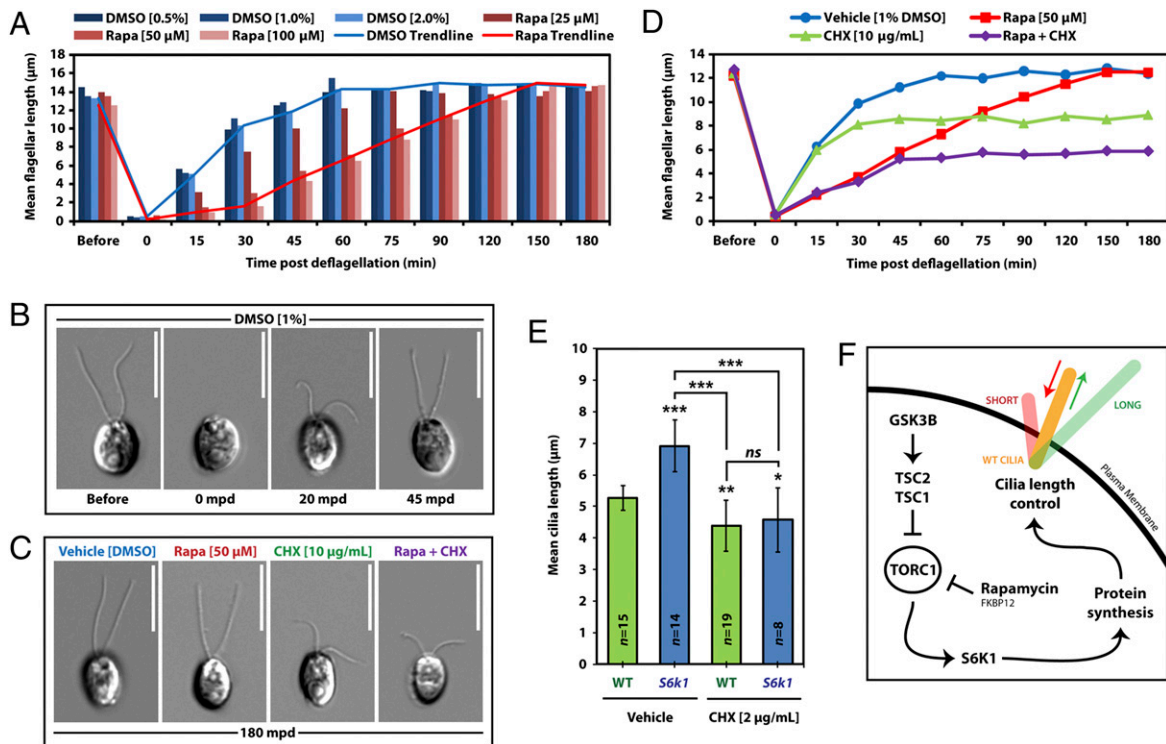 A
DMSO [0.5%] DMSO [1.0%] DMSO [2.0%] Rapa [25 μM]
Rapa [50 μM] Rapa [100 μM] DMSO Trendline Rapa Trendline
Mean flagellar length (μm)
16
14
12
10
8
6
4
2
0
Before 0 15 30 45 60 75 90 120 150 180
Time post deflagellation (min)
D
Vehicle [1% DMSO] Rapa [50 μM]
CHX [10 μg/mL] Rapa + CHX
Mean flagellar length (μm)
14
12
10
8
6
4
2
0
Before 0 15 30 45 60 75 90 120 150 180
Time post deflagellation (min)
B
DMSO [1%]
Before 0 mpd 20 mpd 45 mpd
C
Vehicle [DMSO] Rapa [50 μM] CHX [10 μg/mL] Rapa + CHX
180 mpd
E
Mean cilia length (μm)
10
9
8
7
6
5
4
3
2
1
0
***
***
***
ns
**
*
n=15 n=14 n=19 n=8
WT S6k1 WT S6k1
Vehicle CHX [2 μg/mL]
F
SHORT
LONG
WT CILIA
Plasma Membrane
GSK3B
TSC2
TSC1
Cilia length
control
TORC1
Rapamycin
FKBP12
Protein
synthesis
S6K1